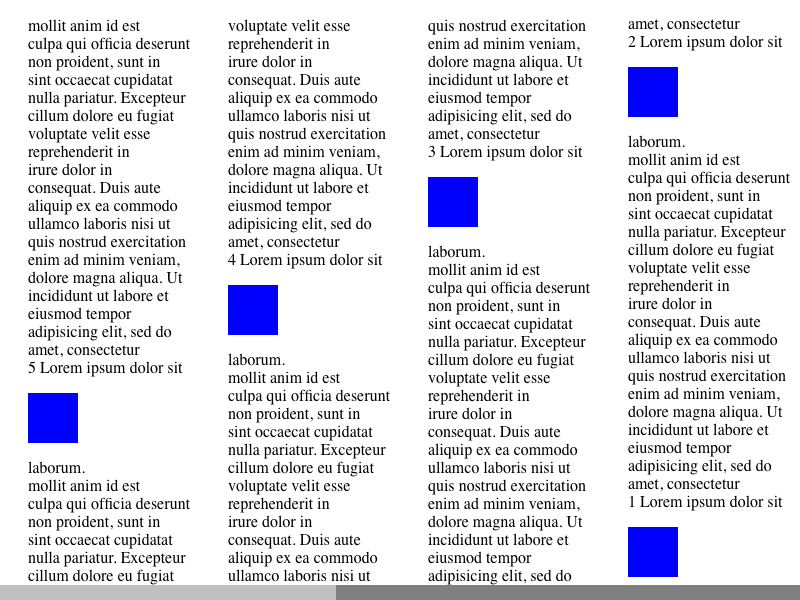 mollit anim id est
culpa qui officia deserunt
non proident, sunt in
sint occaecat cupidatat
nulla pariatur. Excepteur
cillum dolore eu fugiat
voluptate velit esse
reprehenderit in
irure dolor in
consequat. Duis aute
aliquip ex ea commodo
ullamco laboris nisi ut
quis nostrud exercitation
enim ad minim veniam,
dolore magna aliqua. Ut
incididunt ut labore et
eiusmod tempor
adipisicing elit, sed do
amet, consectetur
5 Lorem ipsum dolor sit
laborum.
mollit anim id est
culpa qui officia deserunt
non proident, sunt in
sint occaecat cupidatat
nulla pariatur. Excepteur
cillum dolore eu fugiat
voluptate velit esse
reprehenderit in
irure dolor in
consequat. Duis aute
aliquip ex ea commodo
ullamco laboris nisi ut
quis nostrud exercitation
enim ad minim veniam,
dolore magna aliqua. Ut
incididunt ut labore et
eiusmod tempor
adipisicing elit, sed do
amet, consectetur
4 Lorem ipsum dolor sit
laborum.
mollit anim id est
culpa qui officia deserunt
non proident, sunt in
sint occaecat cupidatat
nulla pariatur. Excepteur
cillum dolore eu fugiat
voluptate velit esse
reprehenderit in
irure dolor in
consequat. Duis aute
aliquip ex ea commodo
ullamco laboris nisi ut
quis nostrud exercitation
enim ad minim veniam,
dolore magna aliqua. Ut
incididunt ut labore et
eiusmod tempor
adipisicing elit, sed do
amet, consectetur
3 Lorem ipsum dolor sit
laborum.
mollit anim id est
culpa qui officia deserunt
non proident, sunt in
sint occaecat cupidatat
nulla pariatur. Excepteur
cillum dolore eu fugiat
voluptate velit esse
reprehenderit in
irure dolor in
consequat. Duis aute
aliquip ex ea commodo
ullamco laboris nisi ut
quis nostrud exercitation
enim ad minim veniam,
dolore magna aliqua. Ut
incididunt ut labore et
eiusmod tempor
adipisicing elit, sed do
amet, consectetur
2 Lorem ipsum dolor sit
laborum.
mollit anim id est
culpa qui officia deserunt
non proident, sunt in
sint occaecat cupidatat
nulla pariatur. Excepteur
cillum dolore eu fugiat
voluptate velit esse
reprehenderit in
irure dolor in
consequat. Duis aute
aliquip ex ea commodo
ullamco laboris nisi ut
quis nostrud exercitation
enim ad minim veniam,
dolore magna aliqua. Ut
incididunt ut labore et
eiusmod tempor
adipisicing elit, sed do
amet, consectetur
1 Lorem ipsum dolor sit